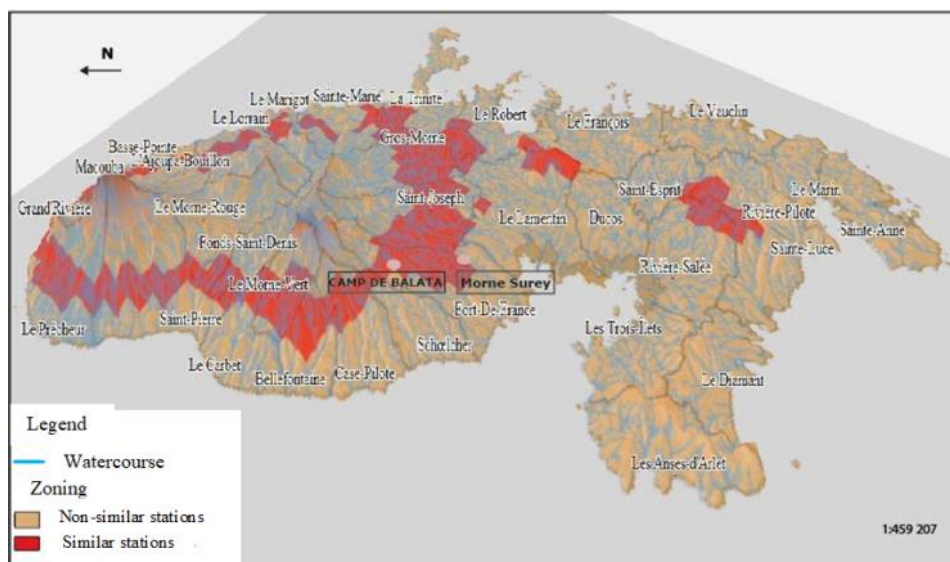 N
Le Marigot
Sainte-Marie
La Trinité
Le Lorrain
Le Robert
Le François
Le Vauclin
Basse-Pointe
Gros-Morne
Macouba
Ajoupa-Bouillon
Saint-Esprit
Le Marin
Grand'Rivière
Le Morne-Rouge
Saint-Joseph
Le Lamentin
Ducos
Rivière-Pilote
Sainte-Anne
Fonds-Saint-Denis
Sainte-Luce
Le Morne-Vert
CAMP DE BALATA
Morne Surey
Rivière-Salée
Le Prêcheur
Saint-Pierre
Fort-De-France
Les Trois-Îlets
Le Carbet
Schœlcher
Bellefontaine
Case-Pilote
Le Diamant
Les Anses-d'Arlet
Legend
Watercourse
Zoning
Non-similar stations
Similar stations
1:459 207